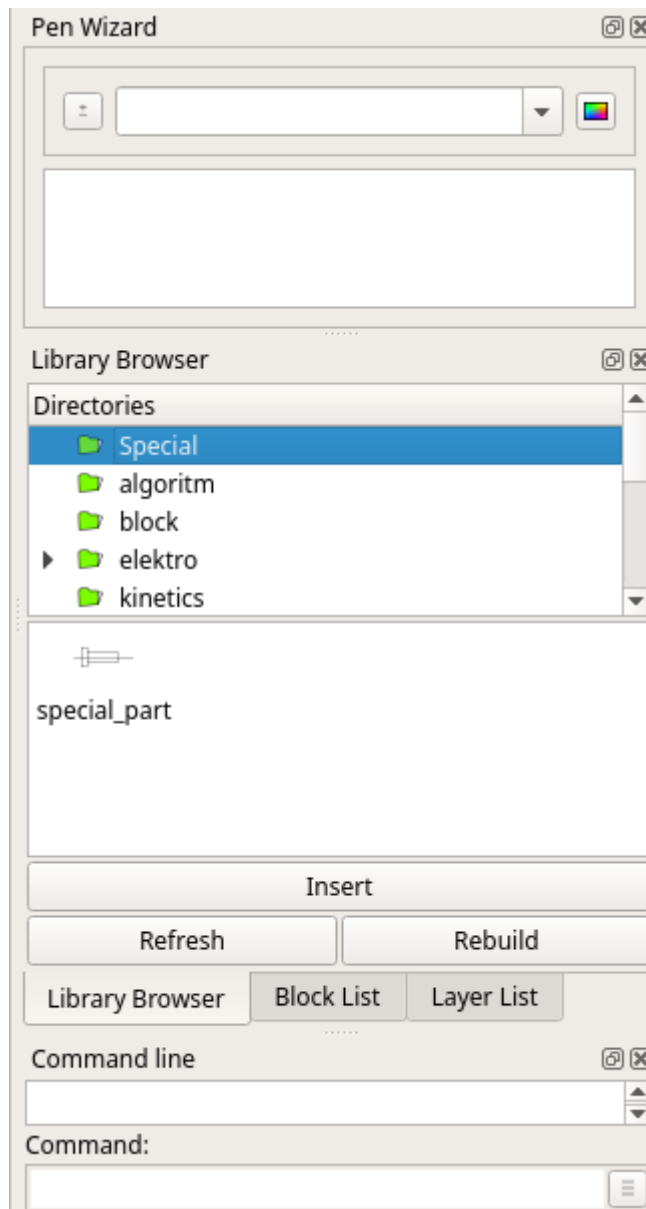 Pen Wizard
±
Library Browser
Directories
Special
algoritm
block
elektro
kinetics
special_part
Insert
Refresh Rebuild
Library Browser Block List Layer List
Command line
Command: